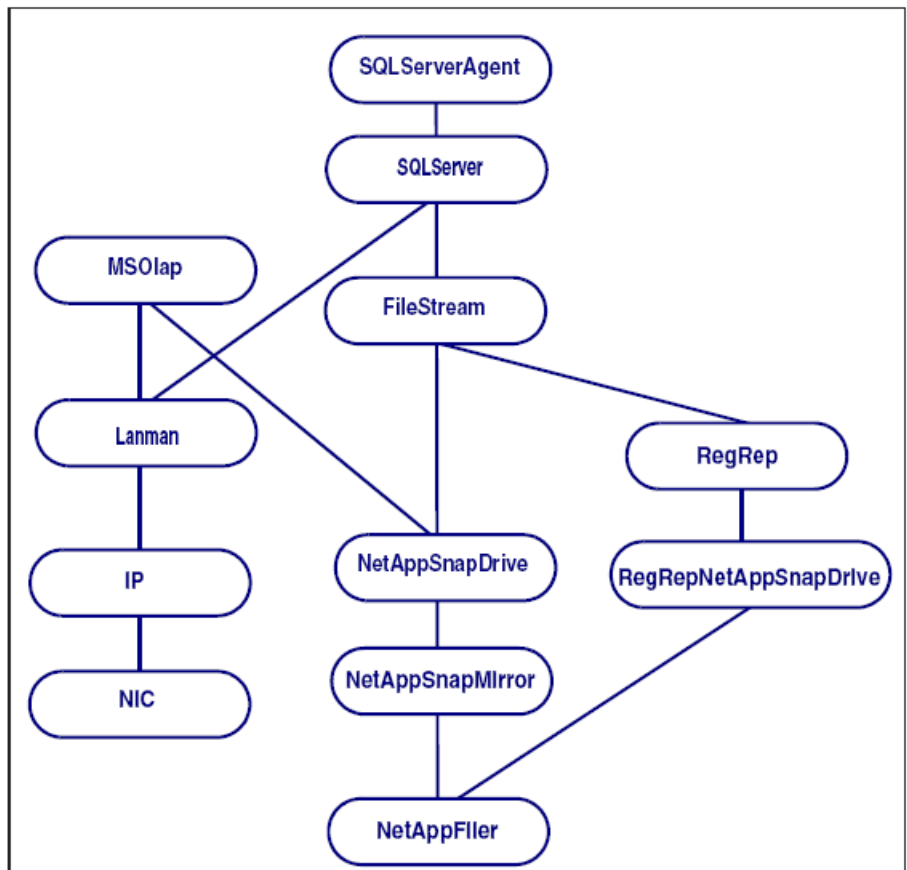 SQLServerAgent
SQLServer
MSOlap
FileStream
Lanman
RegRep
NetAppSnapDrive
RegRepNetAppSnapDrive
IP
NetAppSnapMirror
NIC
NetAppFiler